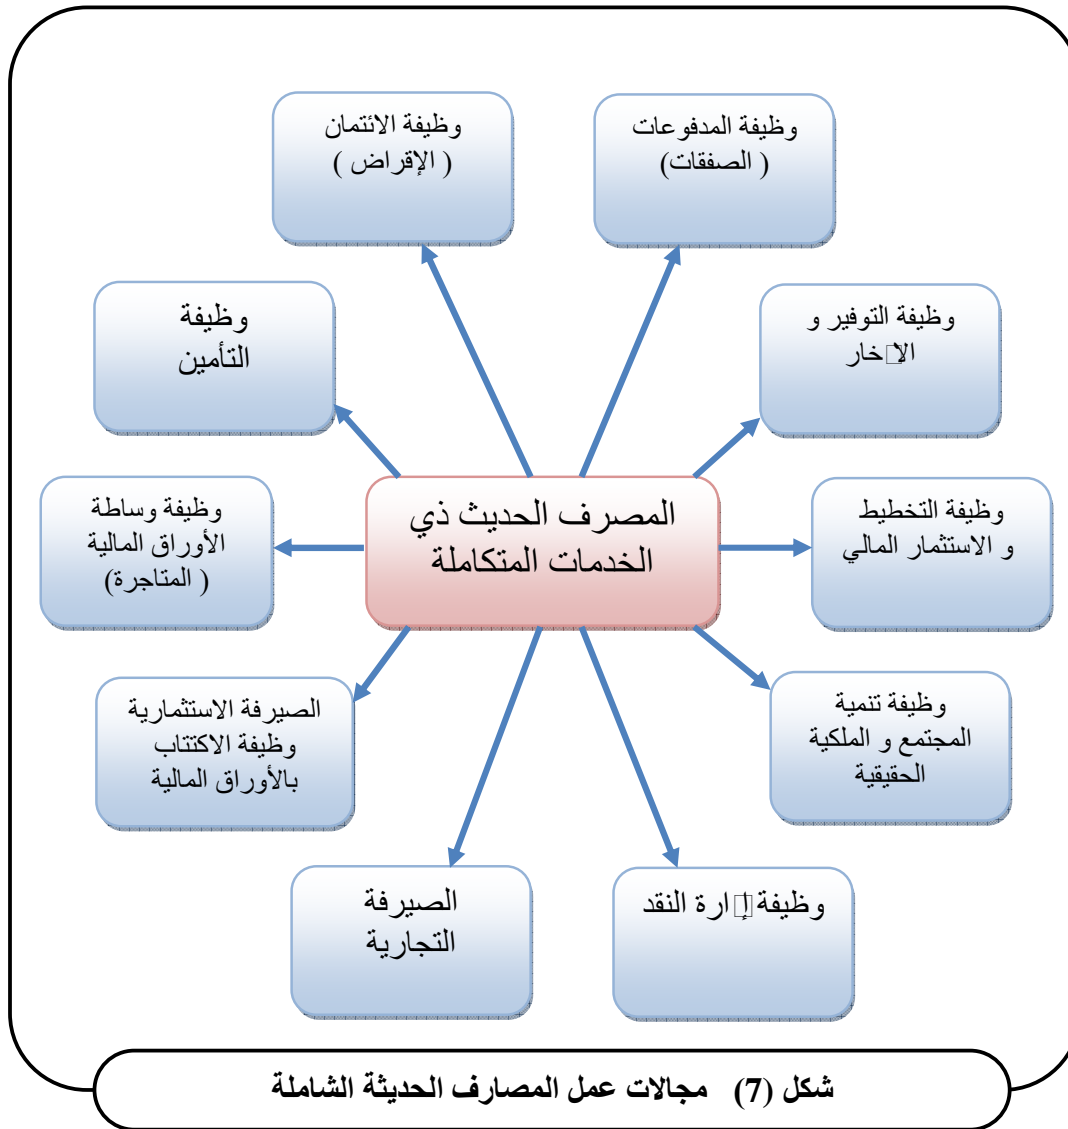 وظيفة المدفوعات
( الصفقات)
وظيفة الائتمان
( الإقراض )
وظيفة التوفير و
وظيفة
التأمين
وظيفة التخطيط
و الاستثمار المالي
المصرف الحديث ذي
الخدمات المتكاملة
وظيفة وساطة
الأوراق المالية
( المتاجرة)
وظيفة تنمية
المجتمع و الملكية
الحقيقية
الصيرفة الاستثمارية
وظيفة الاكتتاب
بالأوراق المالية
وظيفة النقد
الصيرفة
التجارية
شكل (7) مجالات عمل المصارف الحديثة الشاملة